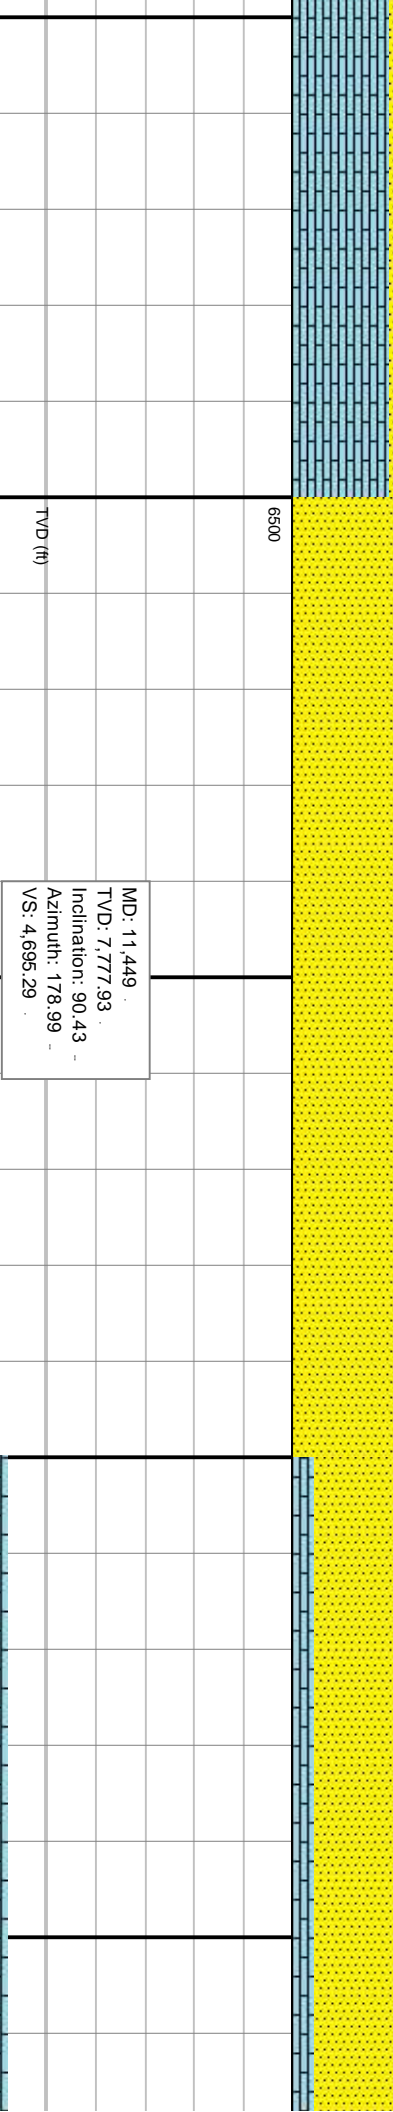 6500
TVD (ft)
MD: 11,449
TVD: 7,777.93
Inclination: 90.43
Azimuth: 178.99
VS: 4,695.29